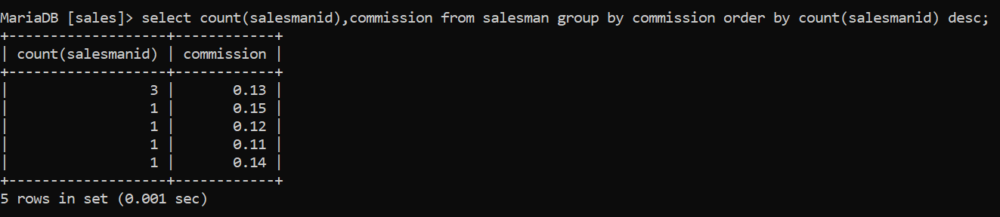 MariaDB [sales]> select count(salesmanid),commission from salesman group by commission order by count(salesmanid) desc;
+-------------------+------------+
| count(salesmanid) | commission |
+-------------------+------------+
|                 3 |       0.13 |
|                 1 |       0.15 |
|                 1 |       0.12 |
|                 1 |       0.11 |
|                 1 |       0.14 |
+-------------------+------------+
5 rows in set (0.001 sec)